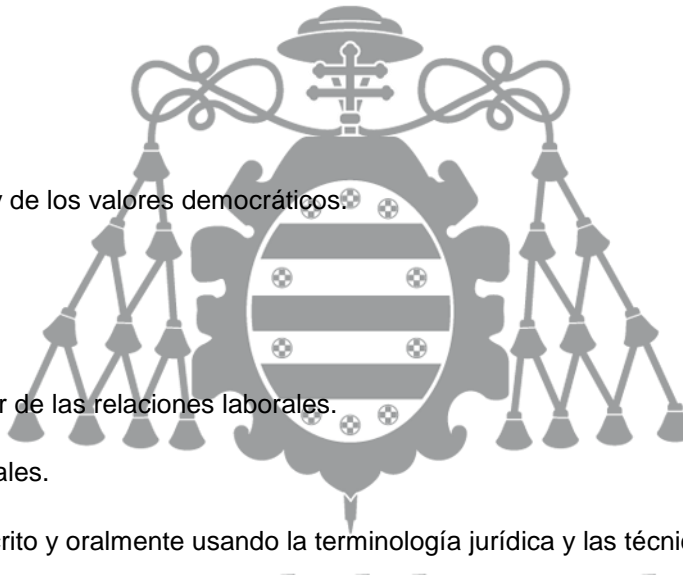 y de los valores democráticos.
r de las relaciones laborales.
ales.
rito y oralmente usando la terminología jurídica y las técnic